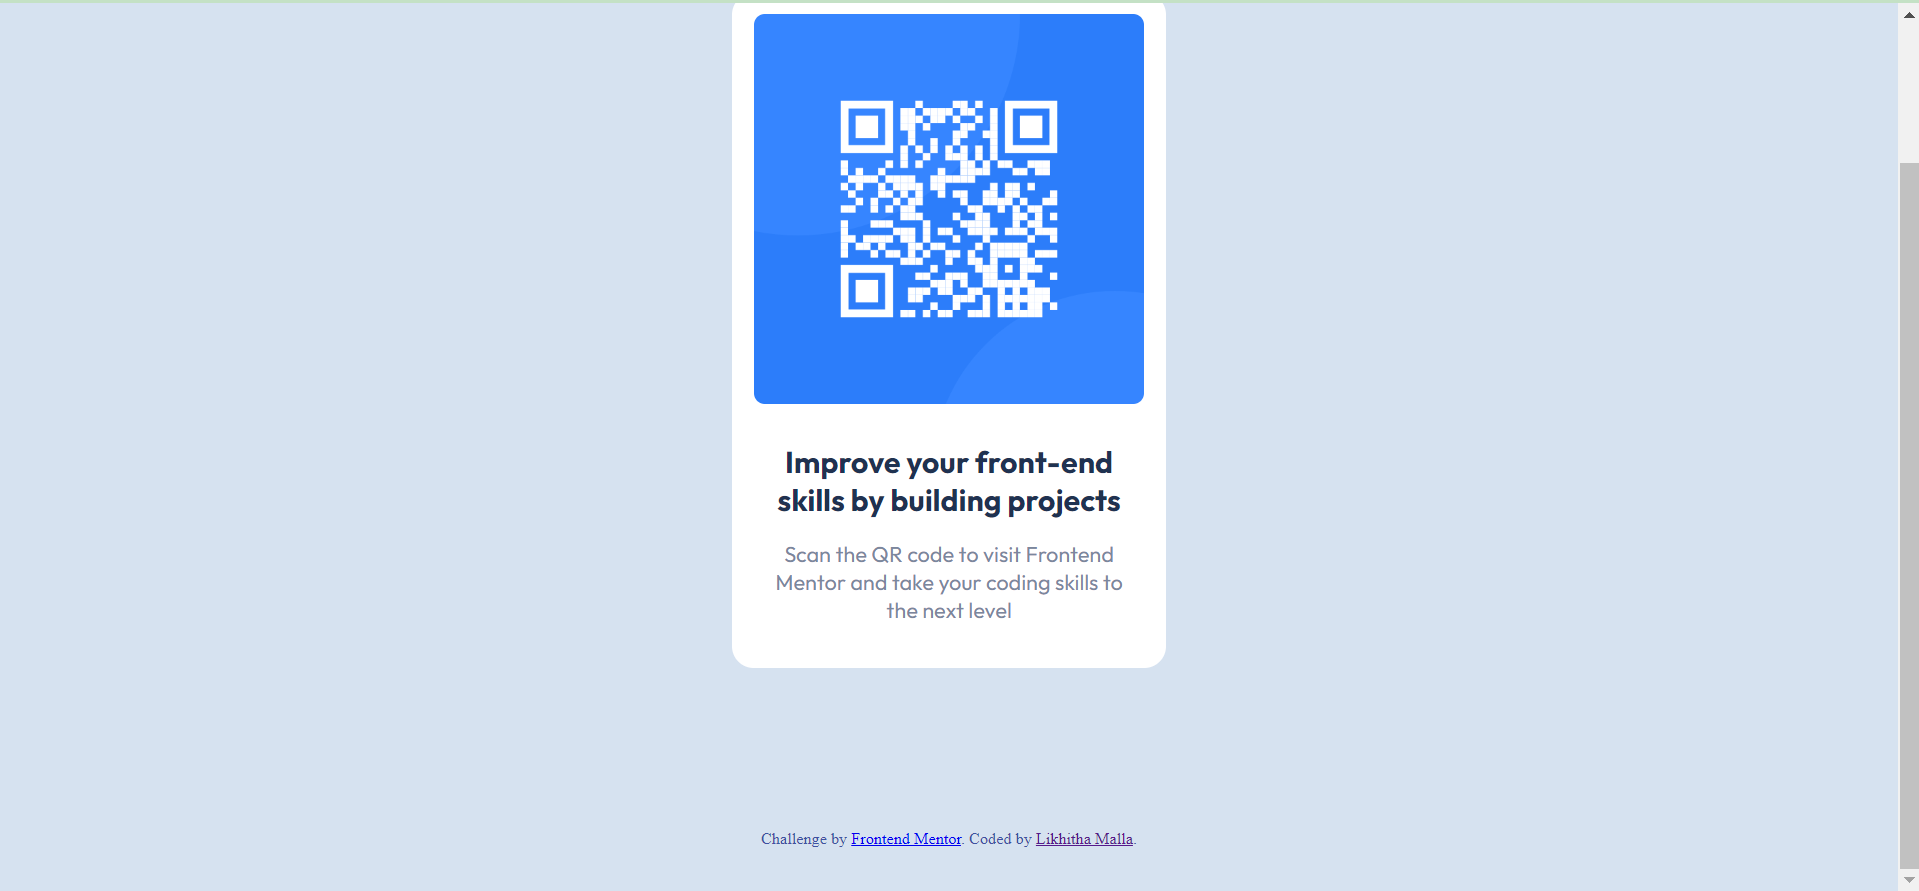 Improve your front-end
skills by building projects
Scan the QR code to visit Frontend
Mentor and take your coding skills to
the next level
Challenge by Frontend Mentor. Coded by Likhitha Malla.